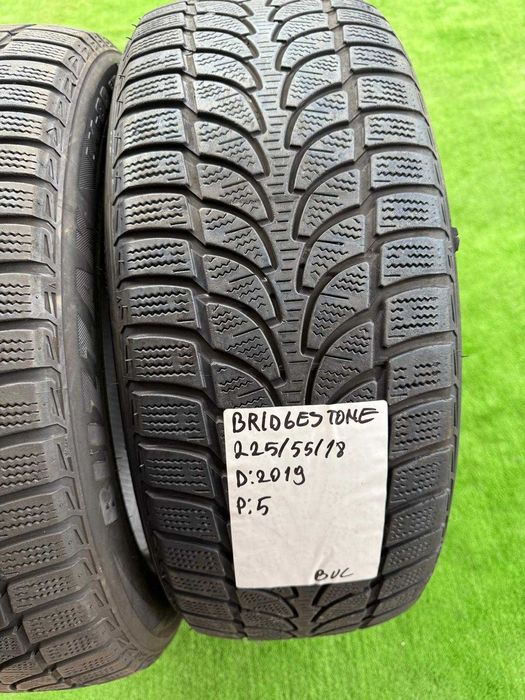 BRIDGESTONE
225/55/18
D:2019
P:5
BUC